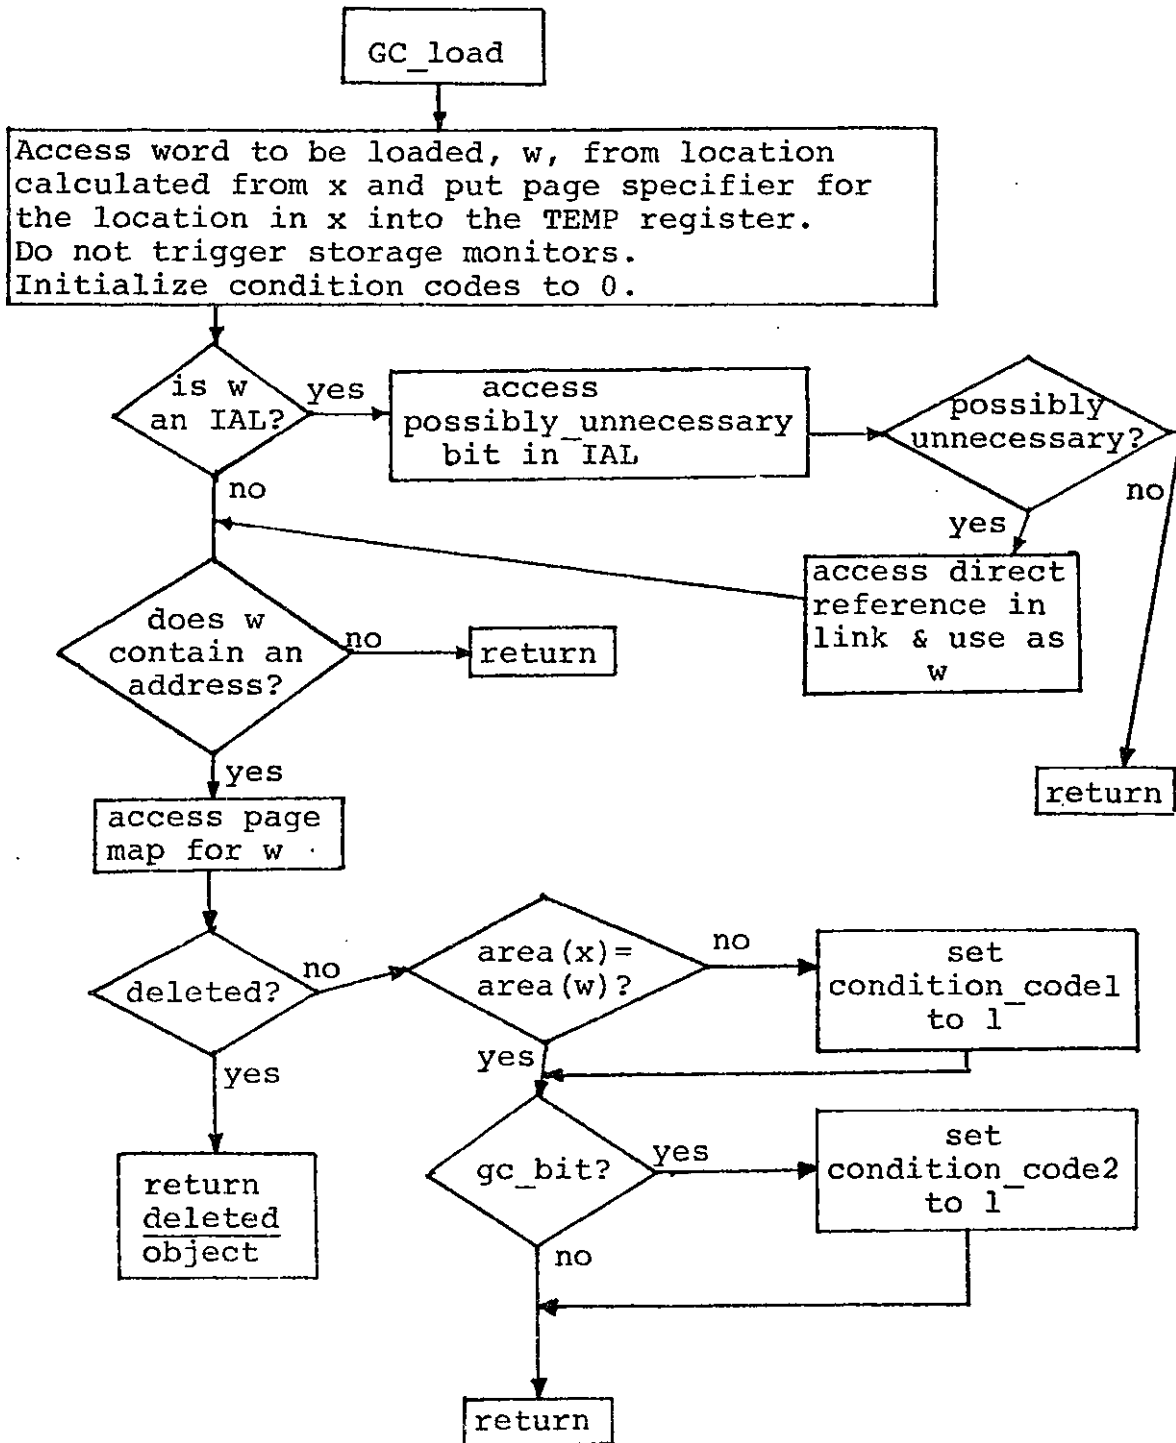 GC_load
Access word to be loaded, w, from location
calculated from x and put page specifier for
the location in x into the TEMP register.
Do not trigger storage monitors.
Initialize condition codes to 0.
is w
an IAL?
yes
no
access
possibly_unnecessary
bit in IAL
possibly
unnecessary?
no
yes
access direct
reference in
link & use as
w
return
does w
contain an
address?
no
return
yes
access page
map for w
deleted?
no
yes
return
deleted
object
area(x)=
area(w)?
no
yes
set
condition_code1
to 1
gc_bit?
yes
no
set
condition_code2
to 1
return